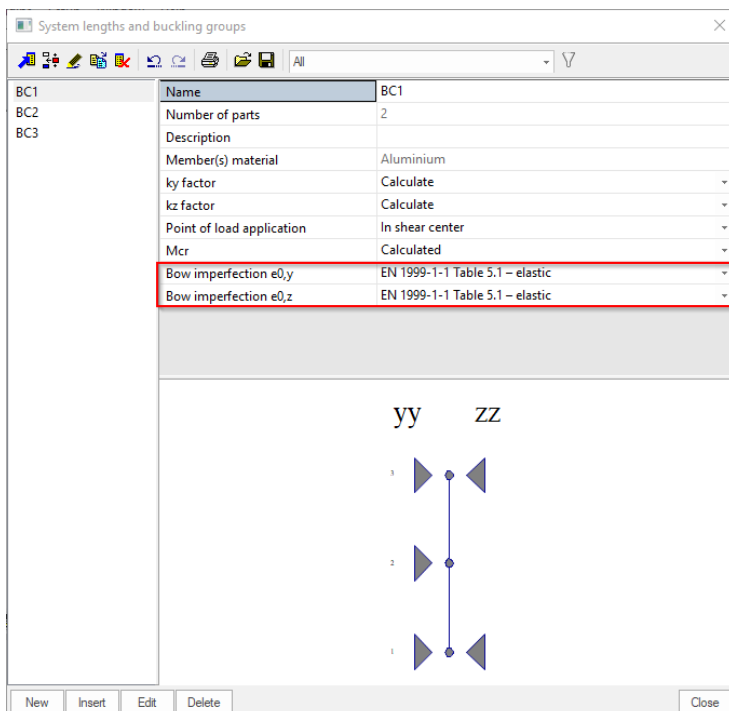 System lengths and buckling groups
All
BC1
BC2
BC3
Name BC1
Number of parts 2
Description
Member(s) material Aluminium
ky factor Calculate
kz factor Calculate
Point of load application In shear center
Mcr Calculated
Bow imperfection e0,y EN 1999-1-1 Table 5.1 – elastic
Bow imperfection e0,z EN 1999-1-1 Table 5.1 – elastic
yy zz
3
2
1
New Insert Edit Delete Close